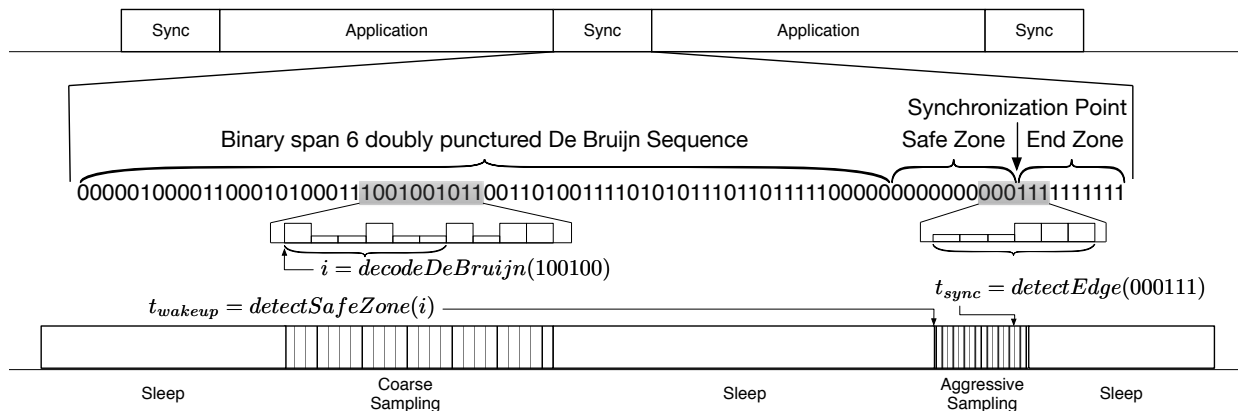 Sync Application Sync Application Sync
Synchronization Point
Binary span 6 doubly punctured De Bruijn Sequence Safe Zone End Zone
00000100001100010100011100100101100110100111101010111011011111000000000000000111111111
i = decodeDeBruijn(100100)
t_wakeup = detectSafeZone(i)
t_sync = detectEdge(000111)
Sleep Coarse Sampling Sleep Aggressive Sampling Sleep